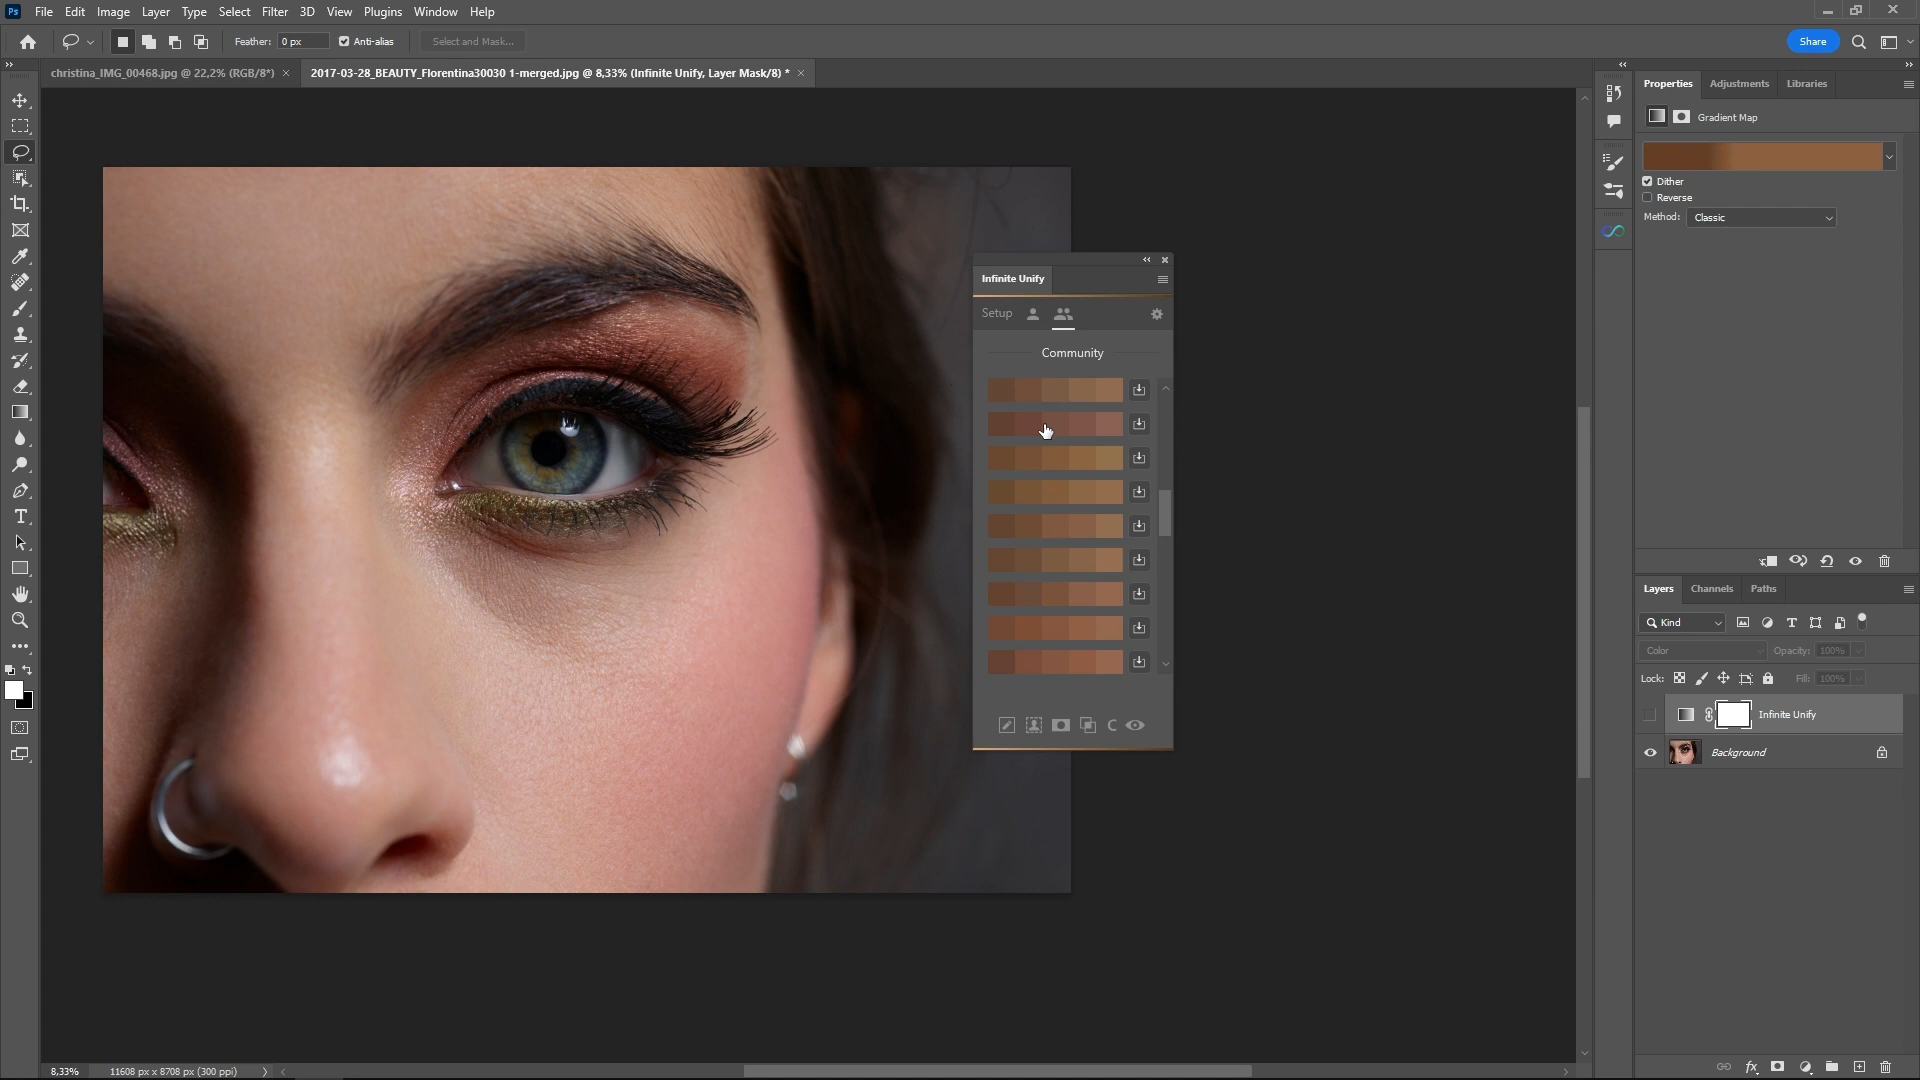 Ps File Edit Image Layer Type Select Filter 3D View Plugins Window Help
Feather: 0 px Anti-alias Select and Mask... Share
christina_IMG_00468.jpg @ 22,2% (RGB/8*) 2017-03-28_BEAUTY_Florentina30030 1-merged.jpg @ 8,33% (Infinite Unify, Layer Mask/8) *
Properties Adjustments Libraries
Gradient Map
Dither
Reverse
Method: Classic
Infinite Unify
Setup
Community
C
Layers Channels Paths
Kind
Color Opacity: 100%
Lock: Fill: 100%
Infinite Unify
Background
8,33% 11608 px x 8708 px (300 ppi)